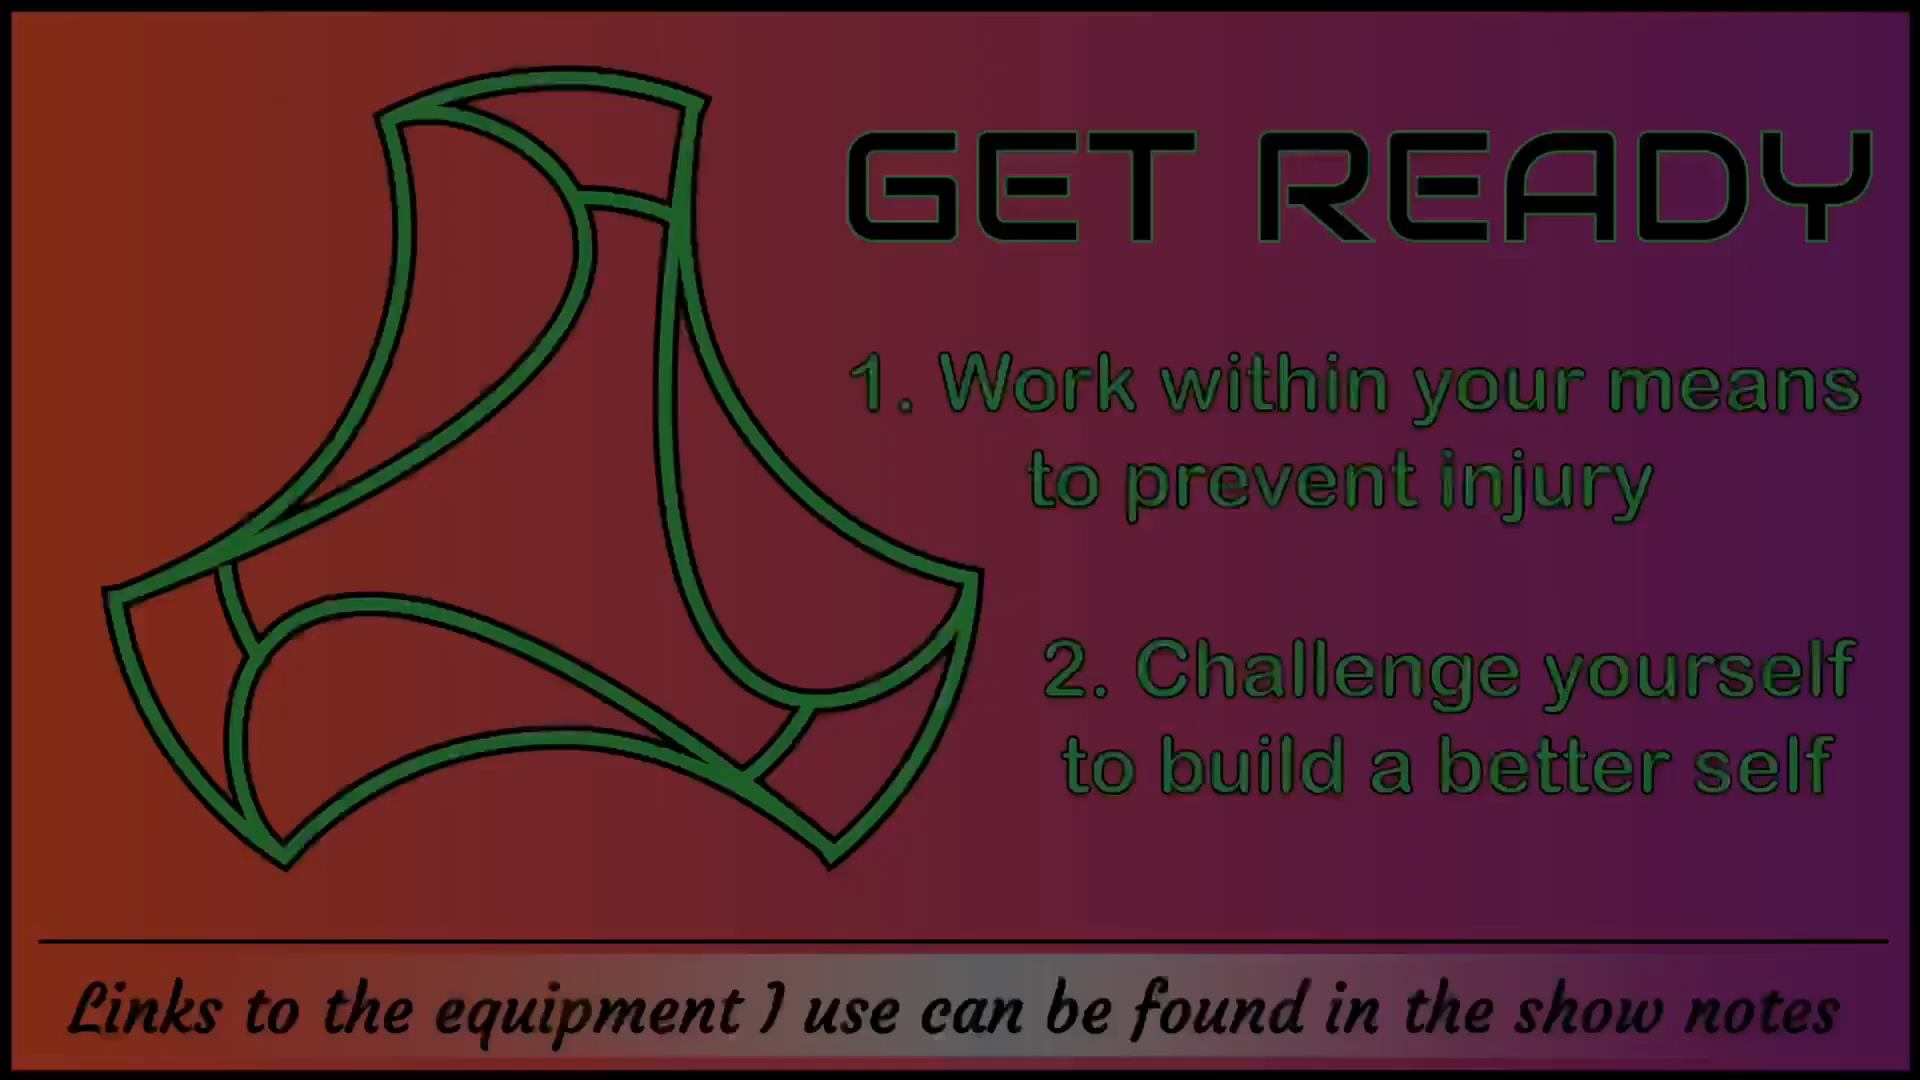 GET READY
1. Work within your means
to prevent injury
2. Challenge yourself
to build a better self
Links to the equipment I use can be found in the show notes